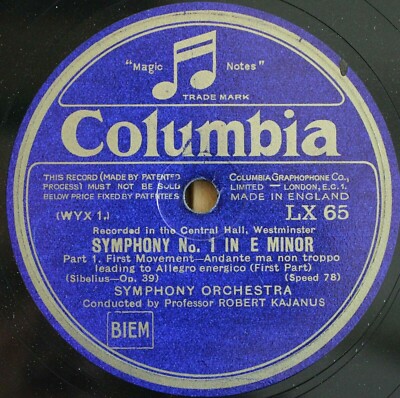 "Magic Notes"
TRADE MARK
Columbia
THIS RECORD (MADE BY PATENTED
PROCESS) MUST NOT BE SOLD
BELOW PRICE FIXED BY PATENTEES
COLUMBIA GRAPHOPHONE CO.,
LIMITED — LONDON, E.C.1.
MADE IN ENGLAND
(WYX 1.)
LX 65
Recorded in the Central Hall, Westminster
SYMPHONY No. 1 IN E MINOR
Part 1. First Movement—Andante ma non troppo
leading to Allegro energico (First Part)
(Sibelius—Op. 39) (Speed 78)
SYMPHONY ORCHESTRA
Conducted by Professor ROBERT KAJANUS
BIEM